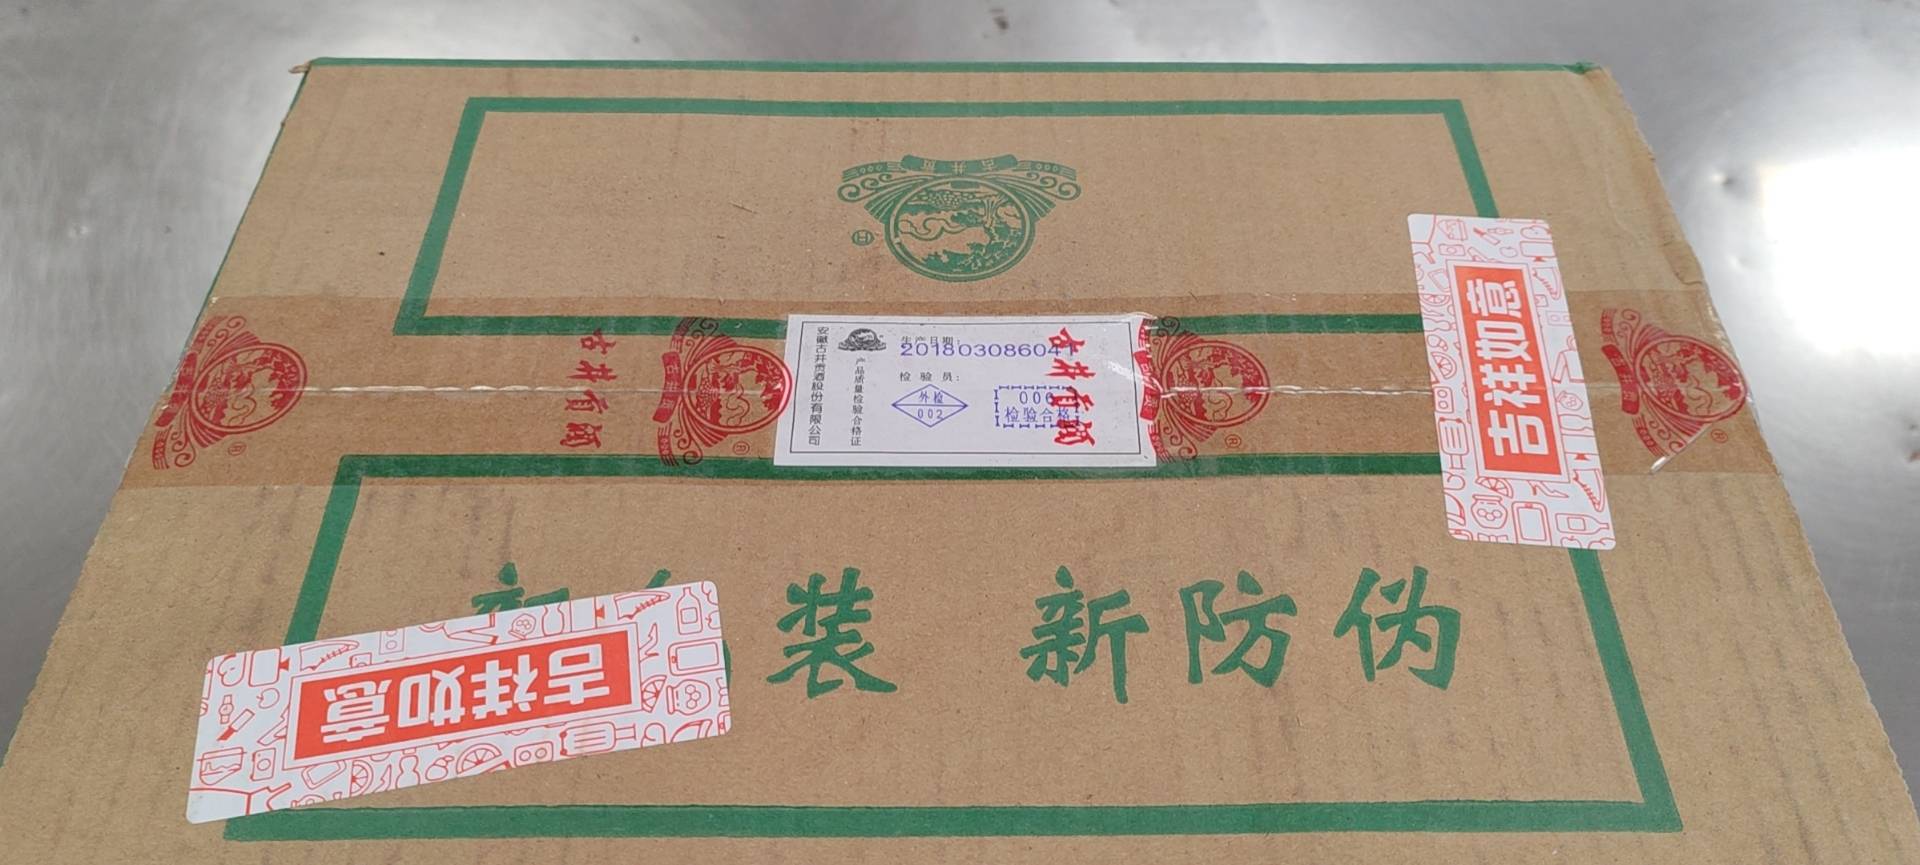 古井贡
古井贡酒
安徽古井贡酒股份有限公司
产品质量检验合格证
生产日期:
20180308604
检验员:
外检
002
006
检验合格
古井贡酒
吉祥如意
装 新防伪
吉祥如意